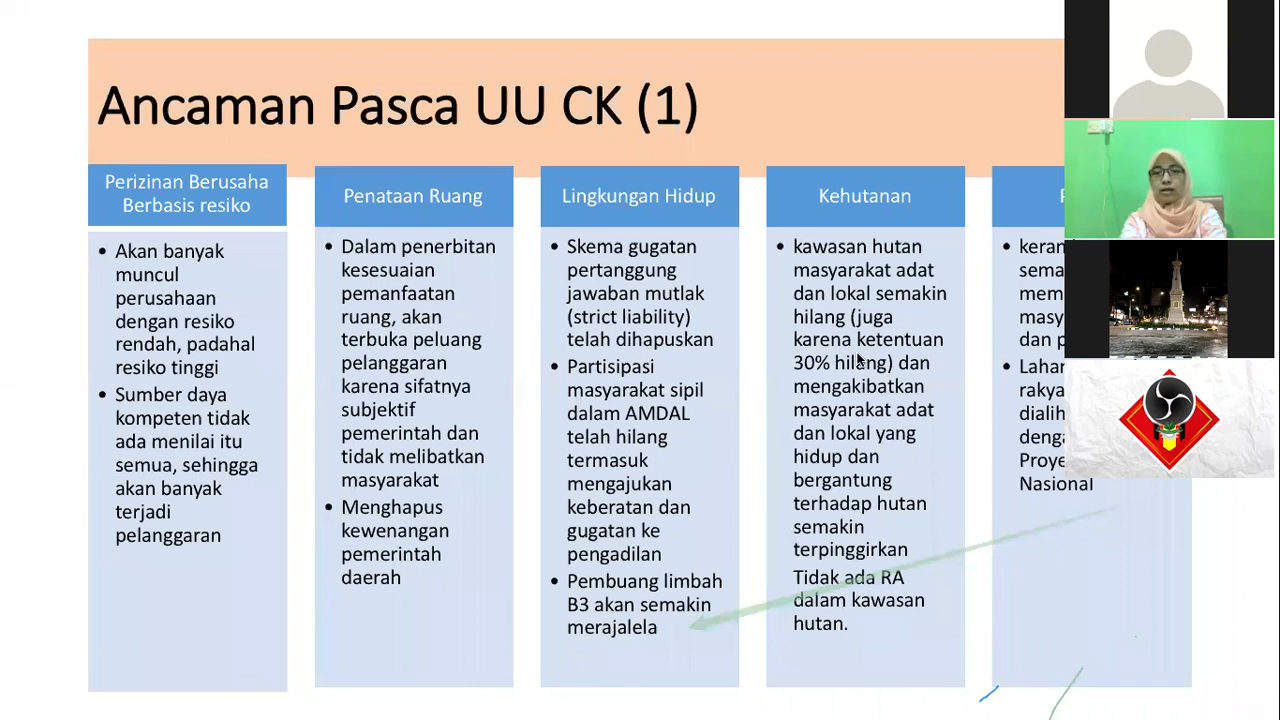 Ancaman Pasca UU CK (1)
Perizinan Berusaha
Berbasis resiko
• Akan banyak
muncul
perusahaan
dengan resiko
rendah, padahal
resiko tinggi
• Sumber daya
kompeten tidak
ada menilai itu
semua, sehingga
akan banyak
terjadi
pelanggaran
Penataan Ruang
• Dalam penerbitan
kesesuaian
pemanfaatan
ruang, akan
terbuka peluang
pelanggaran
karena sifatnya
subjektif
pemerintah dan
tidak melibatkan
masyarakat
• Menghapus
kewenangan
pemerintah
daerah
Lingkungan Hidup
• Skema gugatan
pertanggung
jawaban mutlak
(strict liability)
telah dihapuskan
• Partisipasi
masyarakat sipil
dalam AMDAL
telah hilang
termasuk
mengajukan
keberatan dan
gugatan ke
pengadilan
• Pembuang limbah
B3 akan semakin
merajalela
Kehutanan
• kawasan hutan
masyarakat adat
dan lokal semakin
hilang (juga
karena ketentuan
30% hilang) dan
mengakibatkan
masyarakat adat
dan lokal yang
hidup dan
bergantung
terhadap hutan
semakin
terpinggirkan
Tidak ada RA
dalam kawasan
hutan.
dan
Nasional